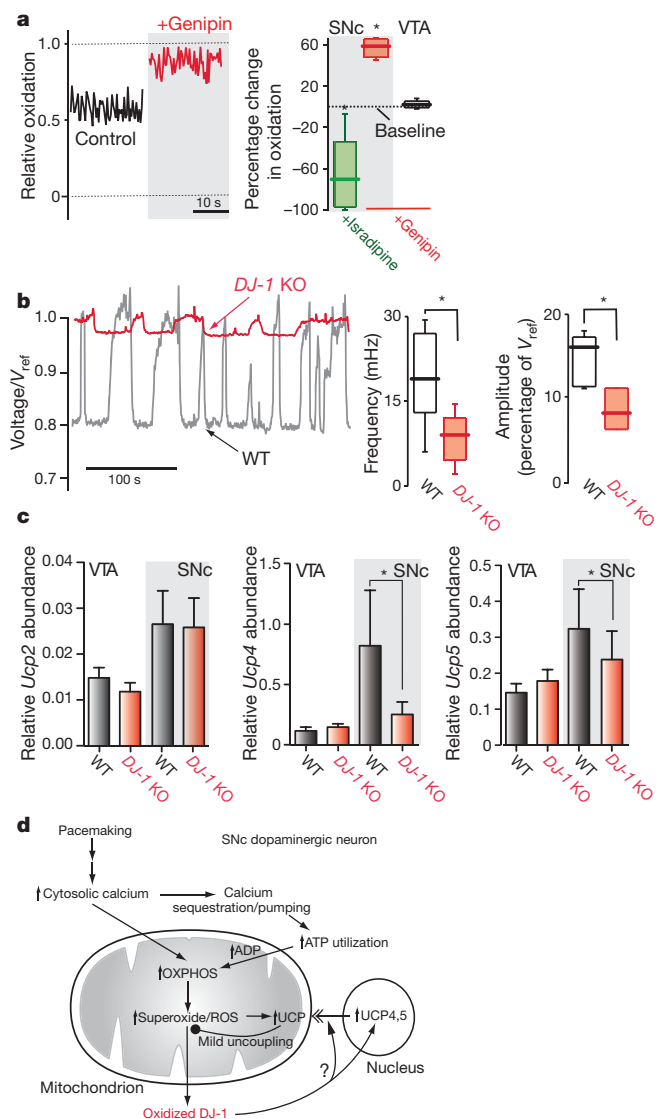 a
+Genipin
Relative oxidation
1.0
0.5
0
Control
10 s
Percentage change
in oxidation
60
20
−20
−60
−100
SNc
*
VTA
*
Baseline
+Isradipine
+Genipin
b
Voltage/Vref
1.0
0.9
0.8
0.7
DJ-1 KO
WT
100 s
Frequency (mHz)
30
15
0
*
WT
DJ-1 KO
Amplitude
(percentage of Vref)
20
10
0
*
WT
DJ-1 KO
c
Relative Ucp2 abundance
0.04
0.03
0.02
0.01
0.00
VTA
SNc
WT
DJ-1 KO
WT
DJ-1 KO
Relative Ucp4 abundance
1.5
1.0
0.5
0
VTA
* SNc
WT
DJ-1 KO
WT
DJ-1 KO
Relative Ucp5 abundance
0.5
0.4
0.3
0.2
0.1
0
VTA
* SNc
WT
DJ-1 KO
WT
DJ-1 KO
d
Pacemaking
SNc dopaminergic neuron
Cytosolic calcium
Calcium
sequestration/pumping
ATP utilization
ADP
OXPHOS
Superoxide/ROS
UCP
UCP4,5
Mild uncoupling
?
Nucleus
Mitochondrion
Oxidized DJ-1